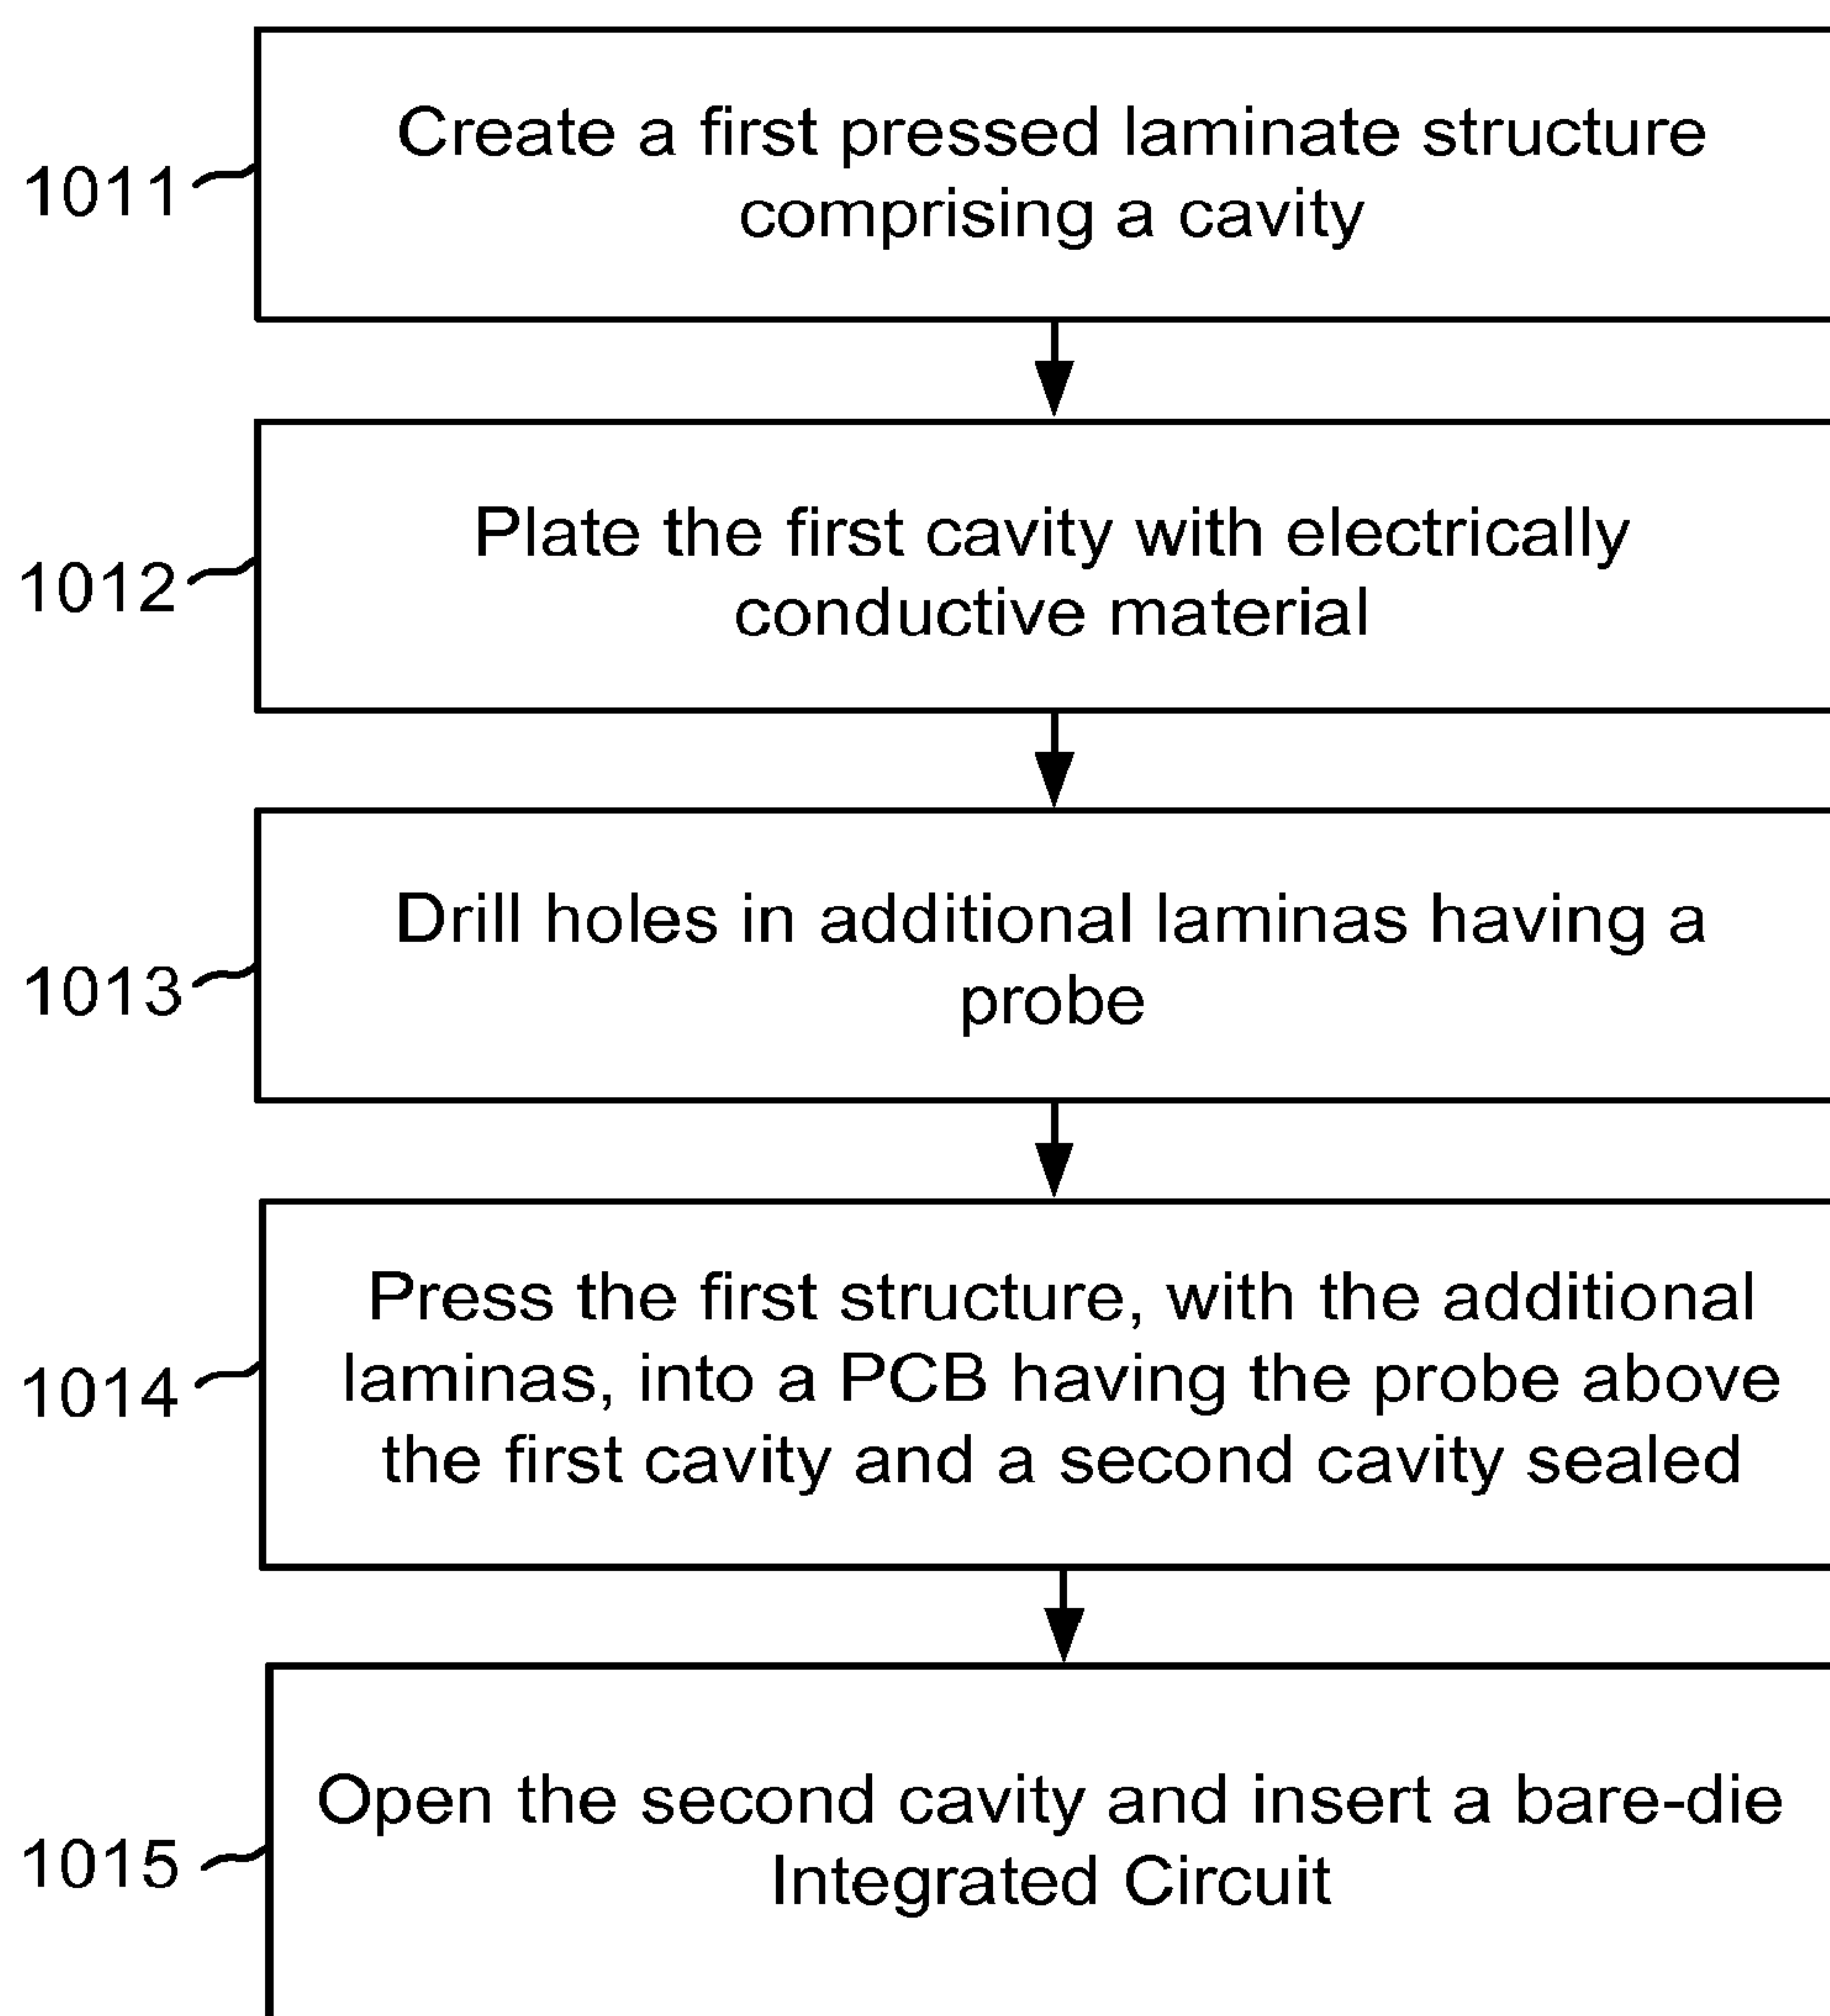 1011
Create a first pressed laminate structure
comprising a cavity
1012
Plate the first cavity with electrically
conductive material
1013
Drill holes in additional laminas having a
probe
1014
Press the first structure, with the additional
laminas, into a PCB having the probe above
the first cavity and a second cavity sealed
1015
Open the second cavity and insert a bare-die
Integrated Circuit